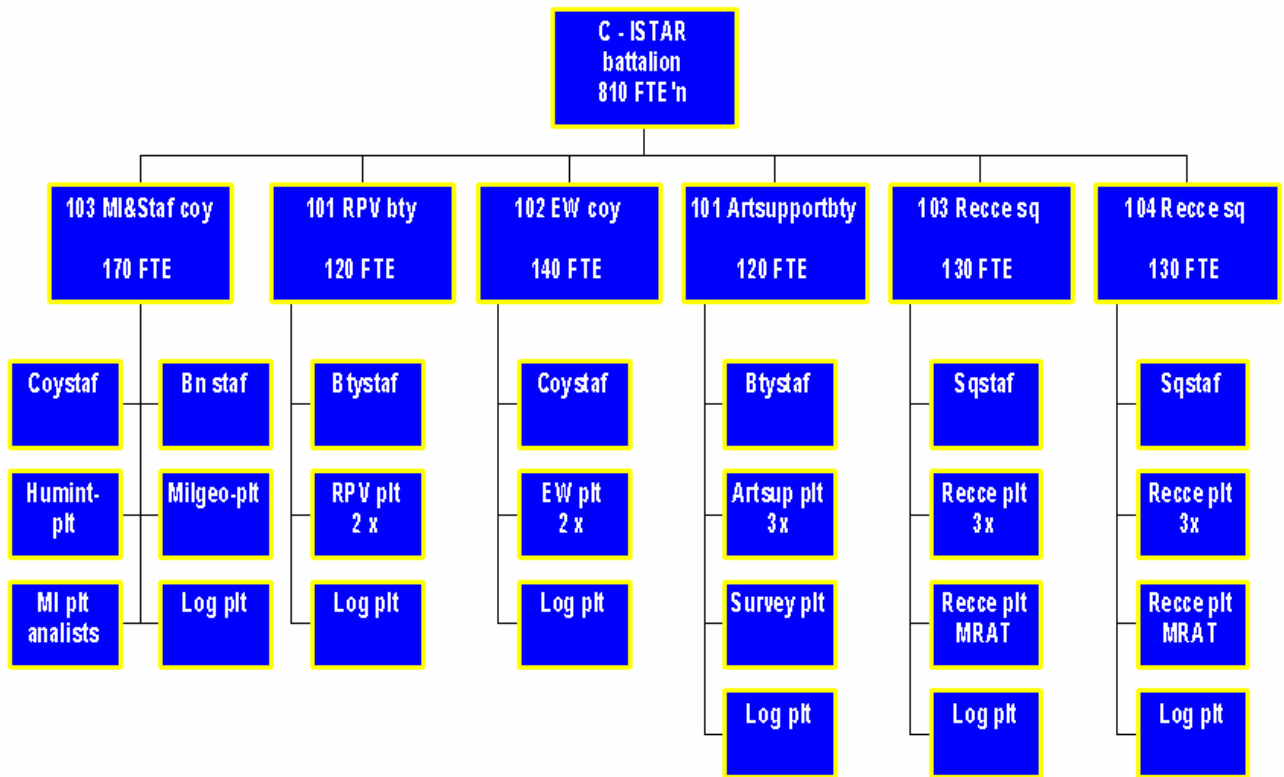 C - ISTAR
battalion
810 FTE'n
103 MI&Staf coy
170 FTE
101 RPV bty
120 FTE
102 EW coy
140 FTE
101 Artsupportbty
120 FTE
103 Recce sq
130 FTE
104 Recce sq
130 FTE
Coystaf
Bn staf
Btystaf
Coystaf
Btystaf
Sqstaf
Sqstaf
Humint-
plt
Milgeo-plt
RPV plt
2 x
EW plt
2 x
Artsup plt
3x
Recce plt
3x
Recce plt
3x
MI plt
analists
Log plt
Log plt
Log plt
Survey plt
Recce plt
MRAT
Recce plt
MRAT
Log plt
Log plt
Log plt